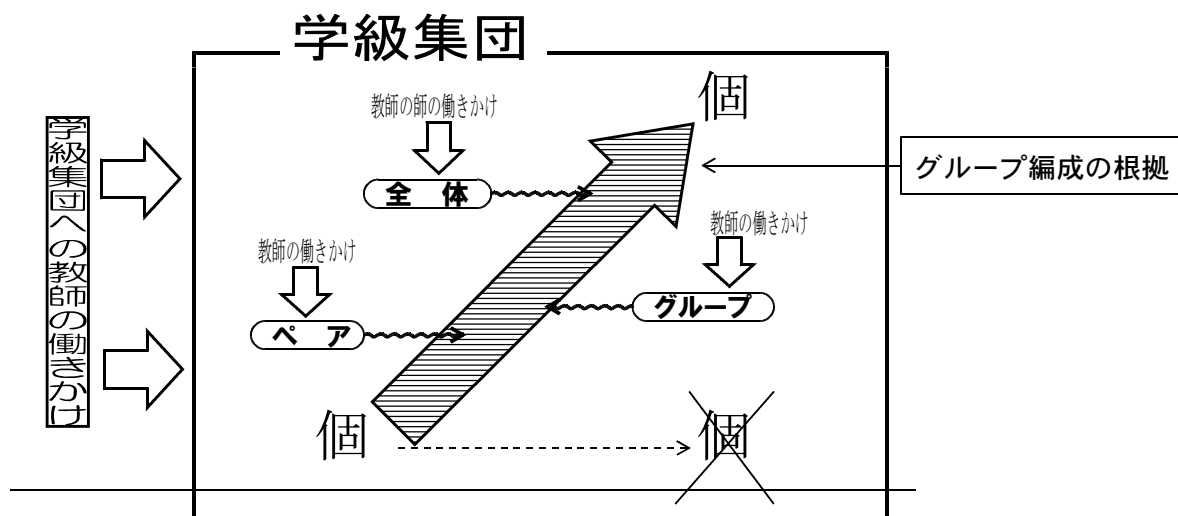 学級集団
個
教師の師の働きかけ
全　体
学級集団への教師の働きかけ
グループ編成の根拠
教師の働きかけ
教師の働きかけ
グループ
ペ　ア
個
個